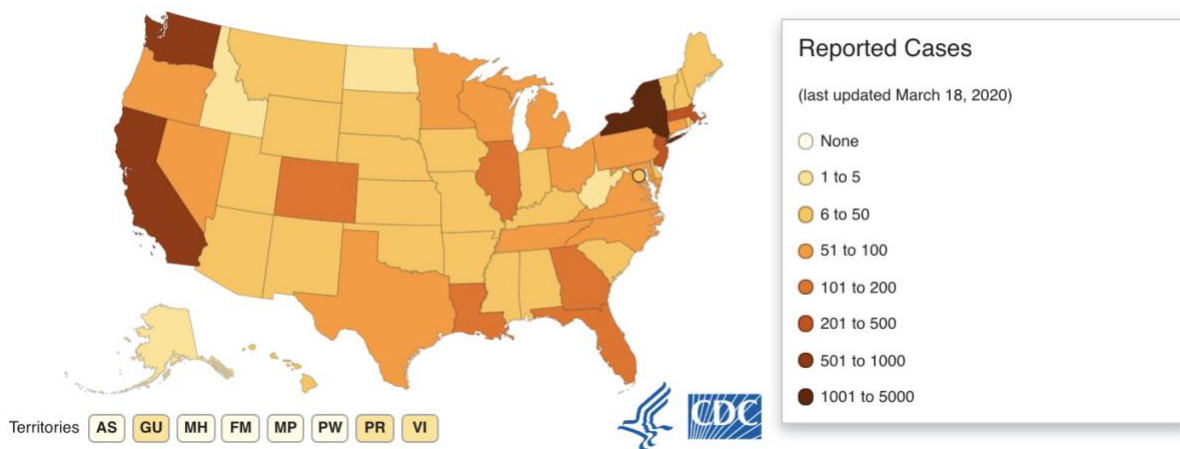 Reported Cases
(last updated March 18, 2020)
None
1 to 5
6 to 50
51 to 100
101 to 200
201 to 500
501 to 1000
1001 to 5000
Territories AS GU MH FM MP PW PR VI
CDC